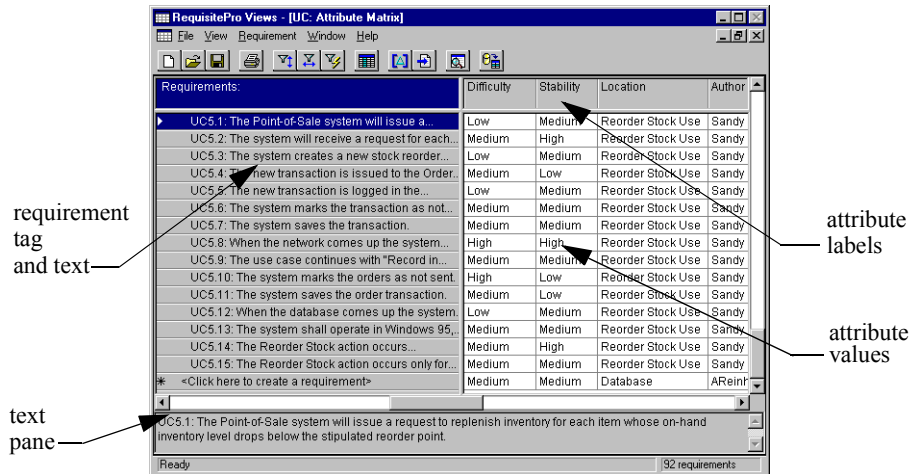 RequisitePro Views - [UC: Attribute Matrix]
File View Requirement Window Help
Requirements: Difficulty Stability Location Author
UC5.1: The Point-of-Sale system will issue a... Low Medium Reorder Stock Use Sandy
UC5.2: The system will receive a request for each... Medium High Reorder Stock Use Sandy
UC5.3: The system creates a new stock reorder... Low Medium Reorder Stock Use Sandy
UC5.4: The new transaction is issued to the Order.. Medium Low Reorder Stock Use Sandy
UC5.5: The new transaction is logged in the... Low Medium Reorder Stock Use Sandy
UC5.6: The system marks the transaction as not... Medium Medium Reorder Stock Use Sandy
UC5.7: The system saves the transaction. Medium Medium Reorder Stock Use Sandy
UC5.8: When the network comes up the system... High High Reorder Stock Use Sandy
UC5.9: The use case continues with "Record in... Medium Medium Reorder Stock Use Sandy
UC5.10: The system marks the orders as not sent. High Low Reorder Stock Use Sandy
UC5.11: The system saves the order transaction. Medium Low Reorder Stock Use Sandy
UC5.12: When the database comes up the system. Low Medium Reorder Stock Use Sandy
UC5.13: The system shall operate in Windows 95,.. Medium Medium Reorder Stock Use Sandy
UC5.14: The Reorder Stock action occurs... Medium High Reorder Stock Use Sandy
UC5.15: The Reorder Stock action occurs only for... Medium Medium Reorder Stock Use Sandy
* <Click here to create a requirement> Medium Medium Database AReinh
UC5.1: The Point-of-Sale system will issue a request to replenish inventory for each item whose on-hand
inventory level drops below the stipulated reorder point.
Ready 92 requirements
requirement
tag
and text
text
pane
attribute
labels
attribute
values